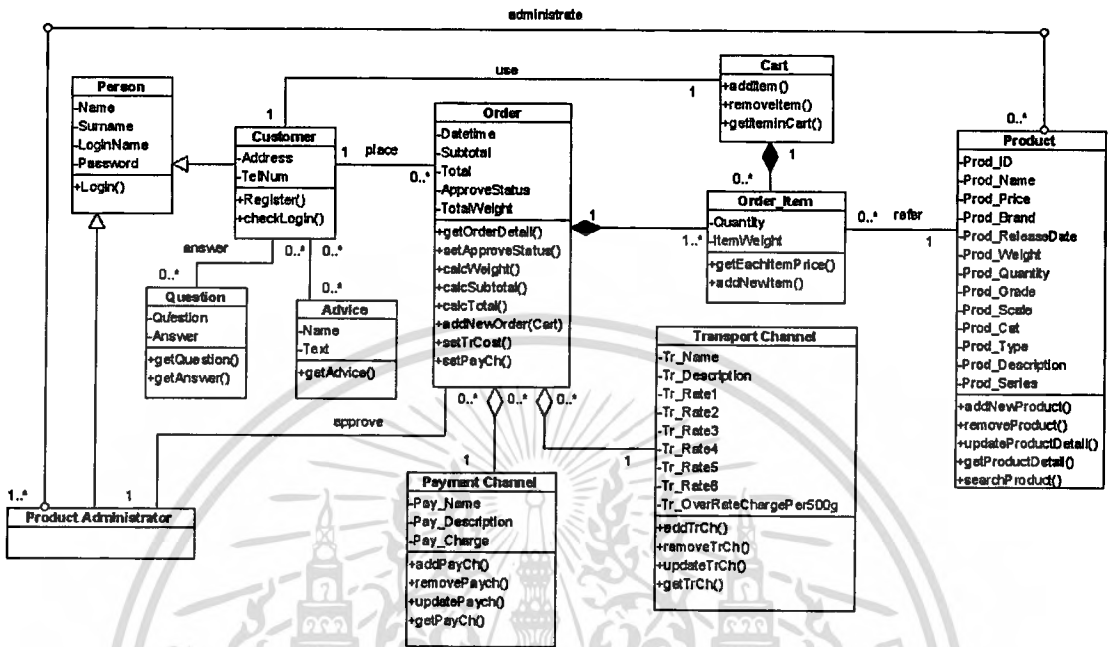 administrate
Person
-Name
-Surname
-LoginName
-Password
+Login()
use
1
1
Cart
+addItem()
+removeItem()
+getItemInCart()
1
0..*
Customer
-Address
-TelNum
+Register()
+checkLogin()
1
place
0..*
Order
-Datetime
-Subtotal
-Total
-ApproveStatus
-TotalWeight
+getOrderDetail()
+setApproveStatus()
+calcWeight()
+calcSubtotal()
+calcTotal()
+addNewOrder(Cart)
+setTrCost()
+setPayCh()
1
1..*
Order_Item
-Quantity
-ItemWeight
+getEachItemPrice()
+addNewItem()
0..*
refer
1
0..*
Product
-Prod_ID
-Prod_Name
-Prod_Price
-Prod_Brand
-Prod_ReleaseDate
-Prod_Weight
-Prod_Quantity
-Prod_Grade
-Prod_Scale
-Prod_Cat
-Prod_Type
-Prod_Description
-Prod_Series
+addNewProduct()
+removeProduct()
+updateProductDetail()
+getProductDetail()
+searchProduct()
answer
0..*
0..*
0..*
0..*
Question
-Question
-Answer
+getQuestion()
+getAnswer()
Advice
-Name
-Text
+getAdvice()
0..*
0..*
0..*
approve
1
1
Transport Channel
-Tr_Name
-Tr_Description
-Tr_Rate1
-Tr_Rate2
-Tr_Rate3
-Tr_Rate4
-Tr_Rate5
-Tr_Rate6
-Tr_OverRateChargePer500g
+addTrCh()
+removeTrCh()
+updateTrCh()
+getTrCh()
Payment Channel
-Pay_Name
-Pay_Description
-Pay_Charge
+addPayCh()
+removePaych()
+updatePaych()
+getPayCh()
1..*
1
Product Administrator